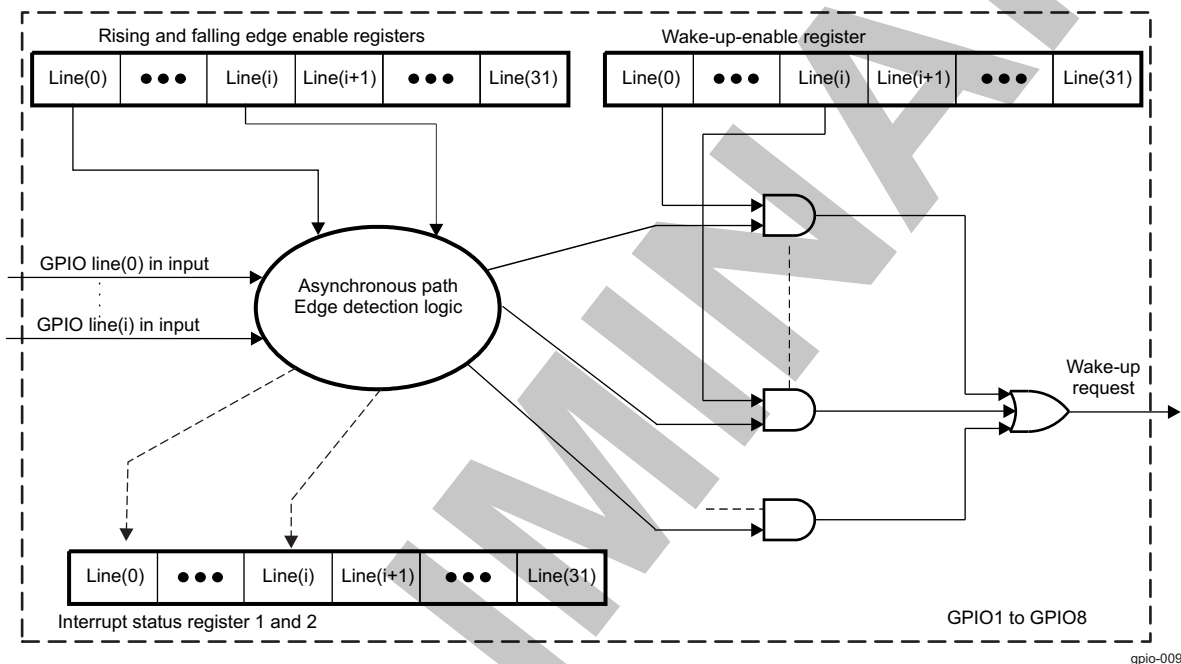 Rising and falling edge enable registers
Wake-up-enable register
Line(0) ●●● Line(i) Line(i+1) ●●● Line(31)
Line(0) ●●● Line(i) Line(i+1) ●●● Line(31)
GPIO line(0) in input
GPIO line(i) in input
Asynchronous path
Edge detection logic
Wake-up
request
Line(0) ●●● Line(i) Line(i+1) ●●● Line(31)
Interrupt status register 1 and 2
GPIO1 to GPIO8
gpio-009